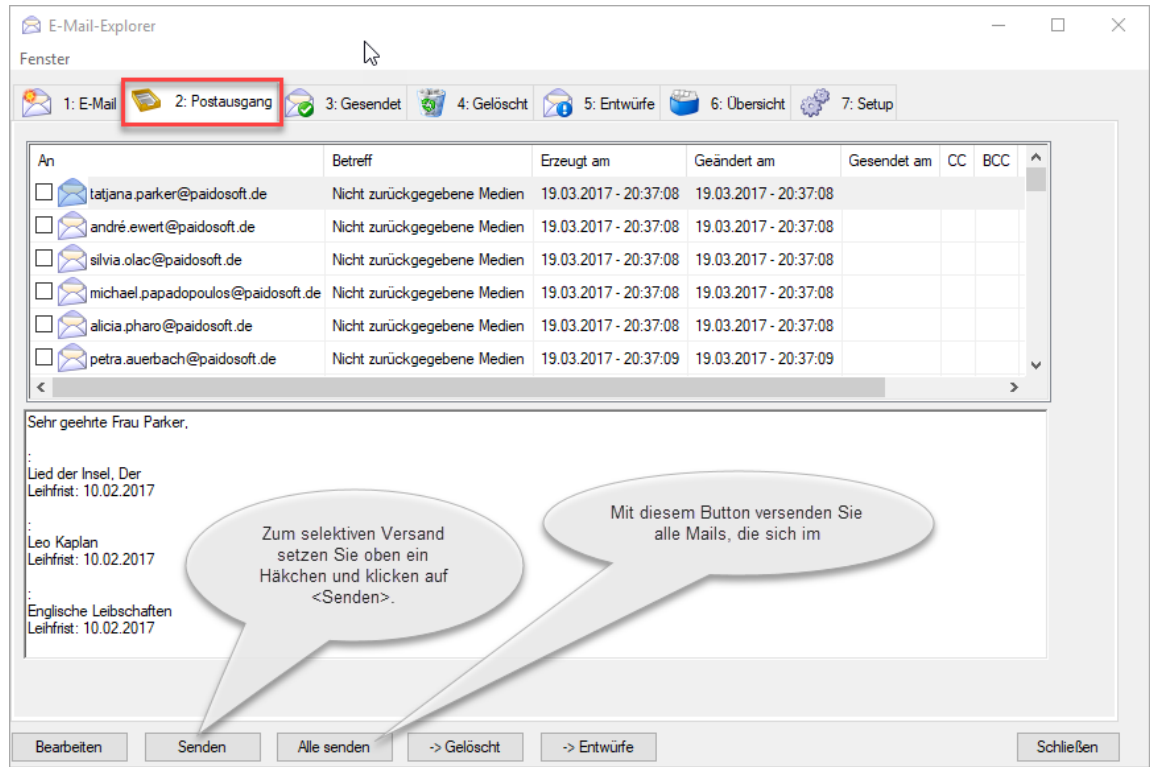 E-Mail-Explorer
Fenster
1: E-Mail 2: Postausgang 3: Gesendet 4: Gelöscht 5: Entwürfe 6: Übersicht 7: Setup
An Betreff Erzeugt am Geändert am Gesendet am CC BCC
tatjana.parker@paidosoft.de Nicht zurückgegebene Medien 19.03.2017 - 20:37:08 19.03.2017 - 20:37:08
andré.ewert@paidosoft.de Nicht zurückgegebene Medien 19.03.2017 - 20:37:08 19.03.2017 - 20:37:08
silvia.olac@paidosoft.de Nicht zurückgegebene Medien 19.03.2017 - 20:37:08 19.03.2017 - 20:37:08
michael.papadopoulos@paidosoft.de Nicht zurückgegebene Medien 19.03.2017 - 20:37:08 19.03.2017 - 20:37:08
alicia.pharo@paidosoft.de Nicht zurückgegebene Medien 19.03.2017 - 20:37:08 19.03.2017 - 20:37:08
petra.auerbach@paidosoft.de Nicht zurückgegebene Medien 19.03.2017 - 20:37:09 19.03.2017 - 20:37:09
Sehr geehrte Frau Parker,
:
Lied der Insel, Der
Leihfrist: 10.02.2017
:
Leo Kaplan
Leihfrist: 10.02.2017
:
Englische Leibschaften
Leihfrist: 10.02.2017
Zum selektiven Versand
setzen Sie oben ein
Häkchen und klicken auf
<Senden>.
Mit diesem Button versenden Sie
alle Mails, die sich im
Bearbeiten Senden Alle senden -> Gelöscht -> Entwürfe Schließen